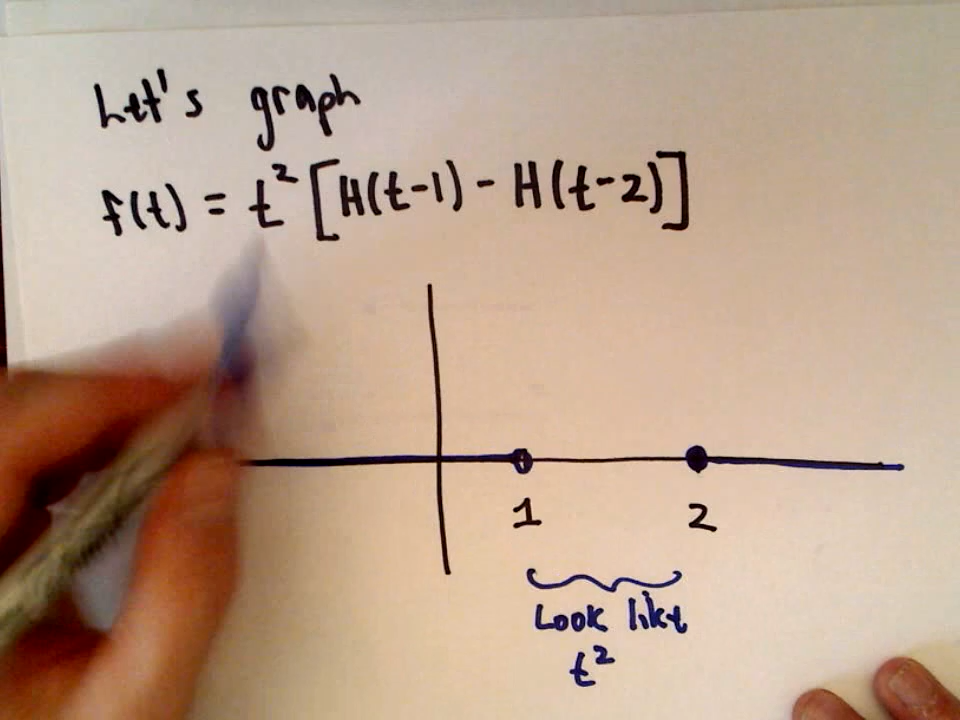 Let's graph
f(t) = t² [H(t-1) - H(t-2)]
1 2
Look like
t²